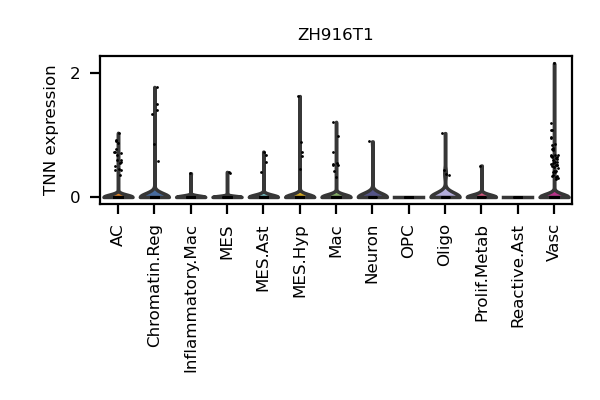 ZH916T1
TNN expression
2
0
AC
Chromatin.Reg
Inflammatory.Mac
MES
MES.Ast
MES.Hyp
Mac
Neuron
OPC
Oligo
Prolif.Metab
Reactive.Ast
Vasc